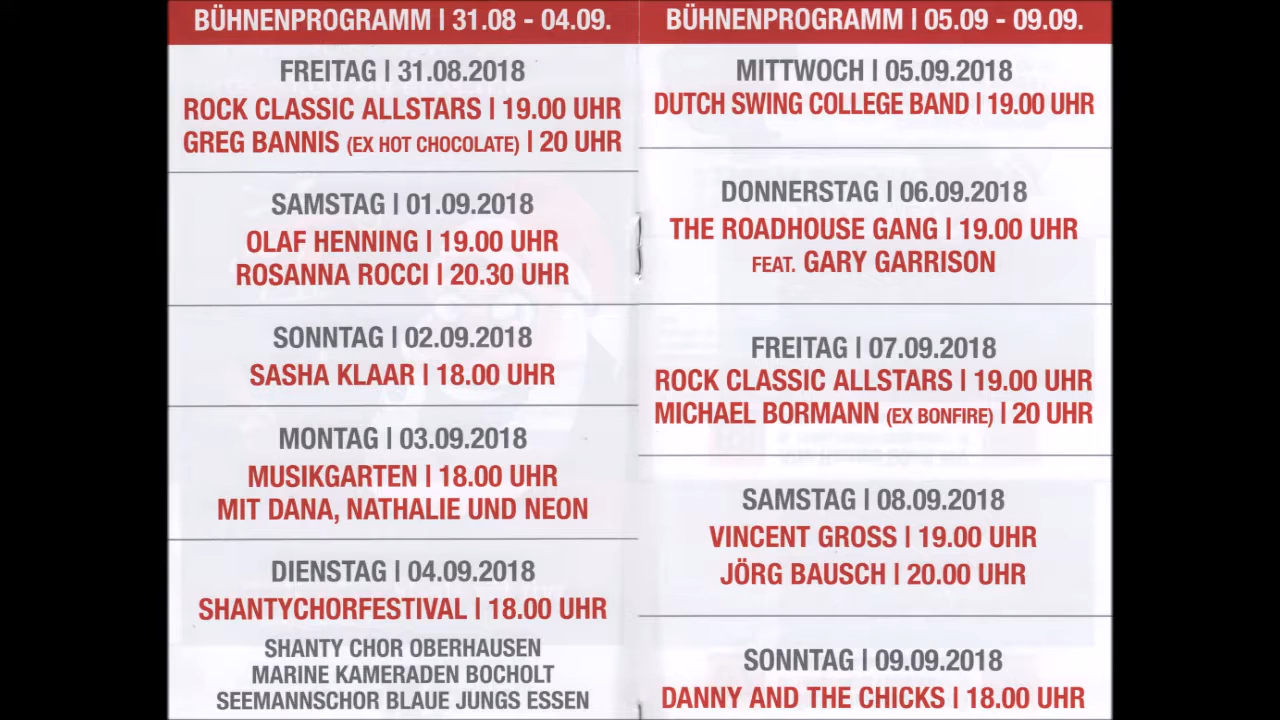 BÜHNENPROGRAMM | 31.08 - 04.09.
FREITAG | 31.08.2018
ROCK CLASSIC ALLSTARS | 19.00 UHR
GREG BANNIS (EX HOT CHOCOLATE) | 20 UHR
SAMSTAG | 01.09.2018
OLAF HENNING | 19.00 UHR
ROSANNA ROCCI | 20.30 UHR
SONNTAG | 02.09.2018
SASHA KLAAR | 18.00 UHR
MONTAG | 03.09.2018
MUSIKGARTEN | 18.00 UHR
MIT DANA, NATHALIE UND NEON
DIENSTAG | 04.09.2018
SHANTYCHORFESTIVAL | 18.00 UHR
SHANTY CHOR OBERHAUSEN
MARINE KAMERADEN BOCHOLT
SEEMANNSCHOR BLAUE JUNGS ESSEN
BÜHNENPROGRAMM | 05.09 - 09.09.
MITTWOCH | 05.09.2018
DUTCH SWING COLLEGE BAND | 19.00 UHR
DONNERSTAG | 06.09.2018
THE ROADHOUSE GANG | 19.00 UHR
FEAT. GARY GARRISON
FREITAG | 07.09.2018
ROCK CLASSIC ALLSTARS | 19.00 UHR
MICHAEL BORMANN (EX BONFIRE) | 20 UHR
SAMSTAG | 08.09.2018
VINCENT GROSS | 19.00 UHR
JÖRG BAUSCH | 20.00 UHR
SONNTAG | 09.09.2018
DANNY AND THE CHICKS | 18.00 UHR